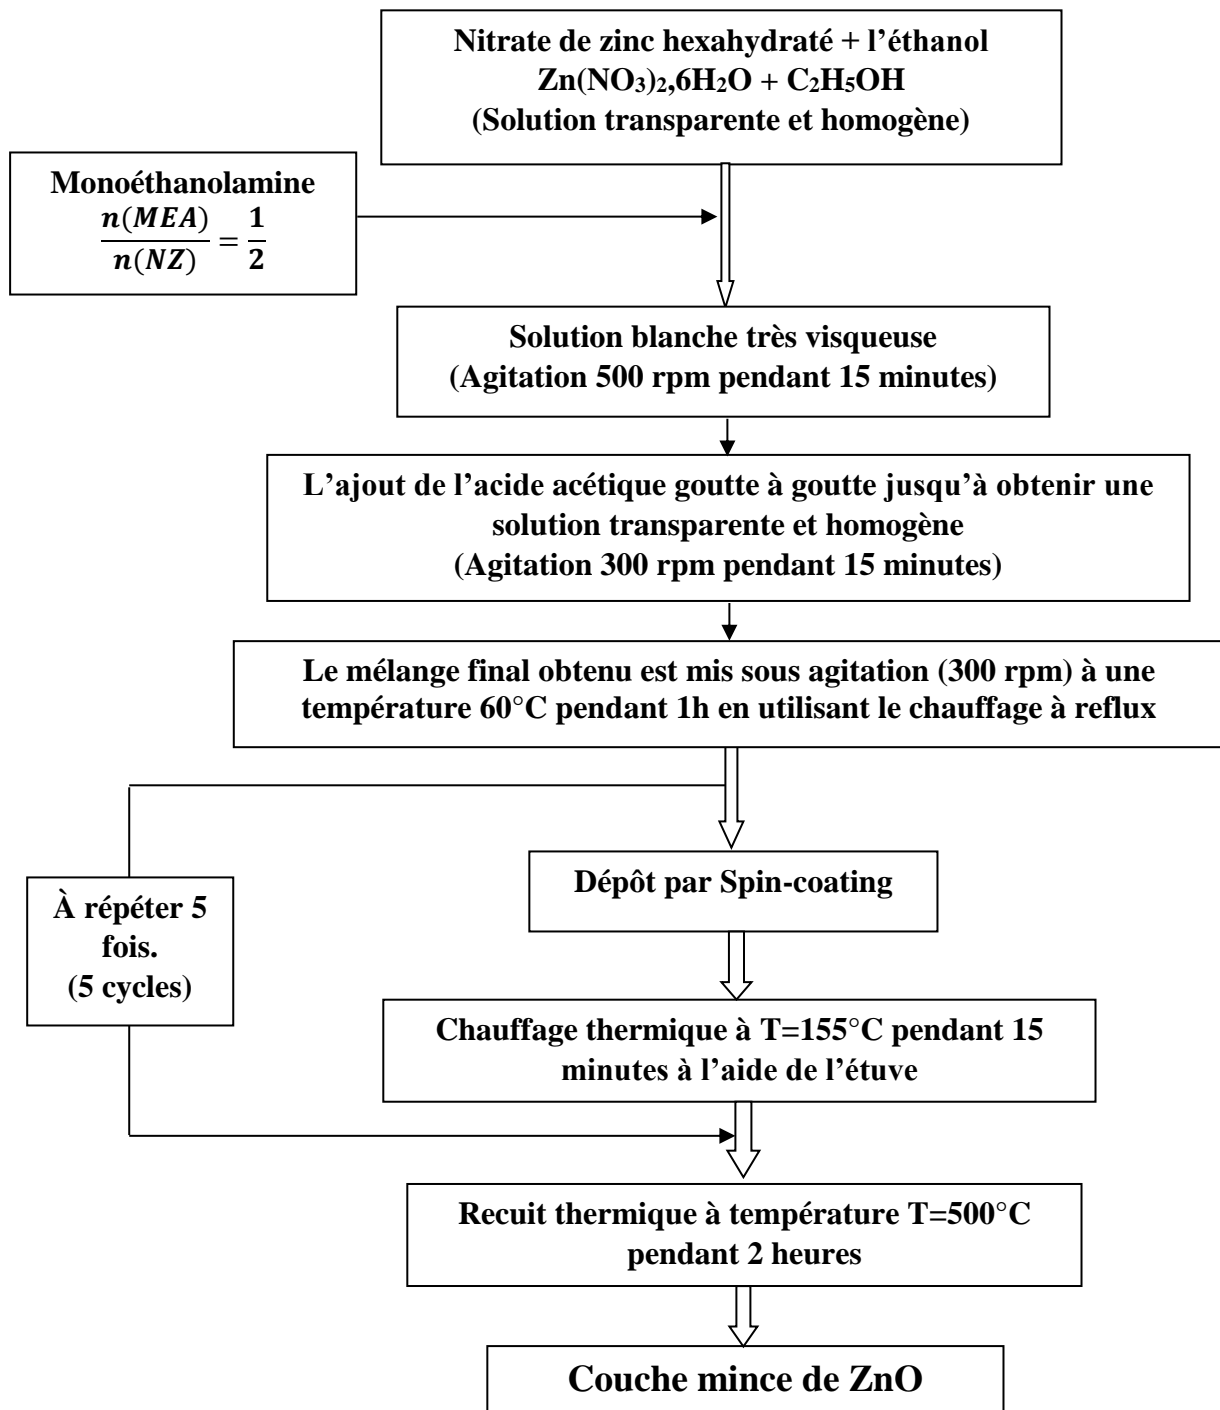 Nitrate de zinc hexahydraté + l’éthanol
Zn(NO₃)₂,6H₂O + C₂H₅OH
(Solution transparente et homogène)
Monoéthanolamine
n(MEA)/n(NZ) = 1/2
Solution blanche très visqueuse
(Agitation 500 rpm pendant 15 minutes)
L’ajout de l’acide acétique goutte à goutte jusqu’à obtenir une
solution transparente et homogène
(Agitation 300 rpm pendant 15 minutes)
Le mélange final obtenu est mis sous agitation (300 rpm) à une
température 60°C pendant 1h en utilisant le chauffage à reflux
Dépôt par Spin-coating
À répéter 5
fois.
(5 cycles)
Chauffage thermique à T=155°C pendant 15
minutes à l’aide de l’étuve
Recuit thermique à température T=500°C
pendant 2 heures
Couche mince de ZnO